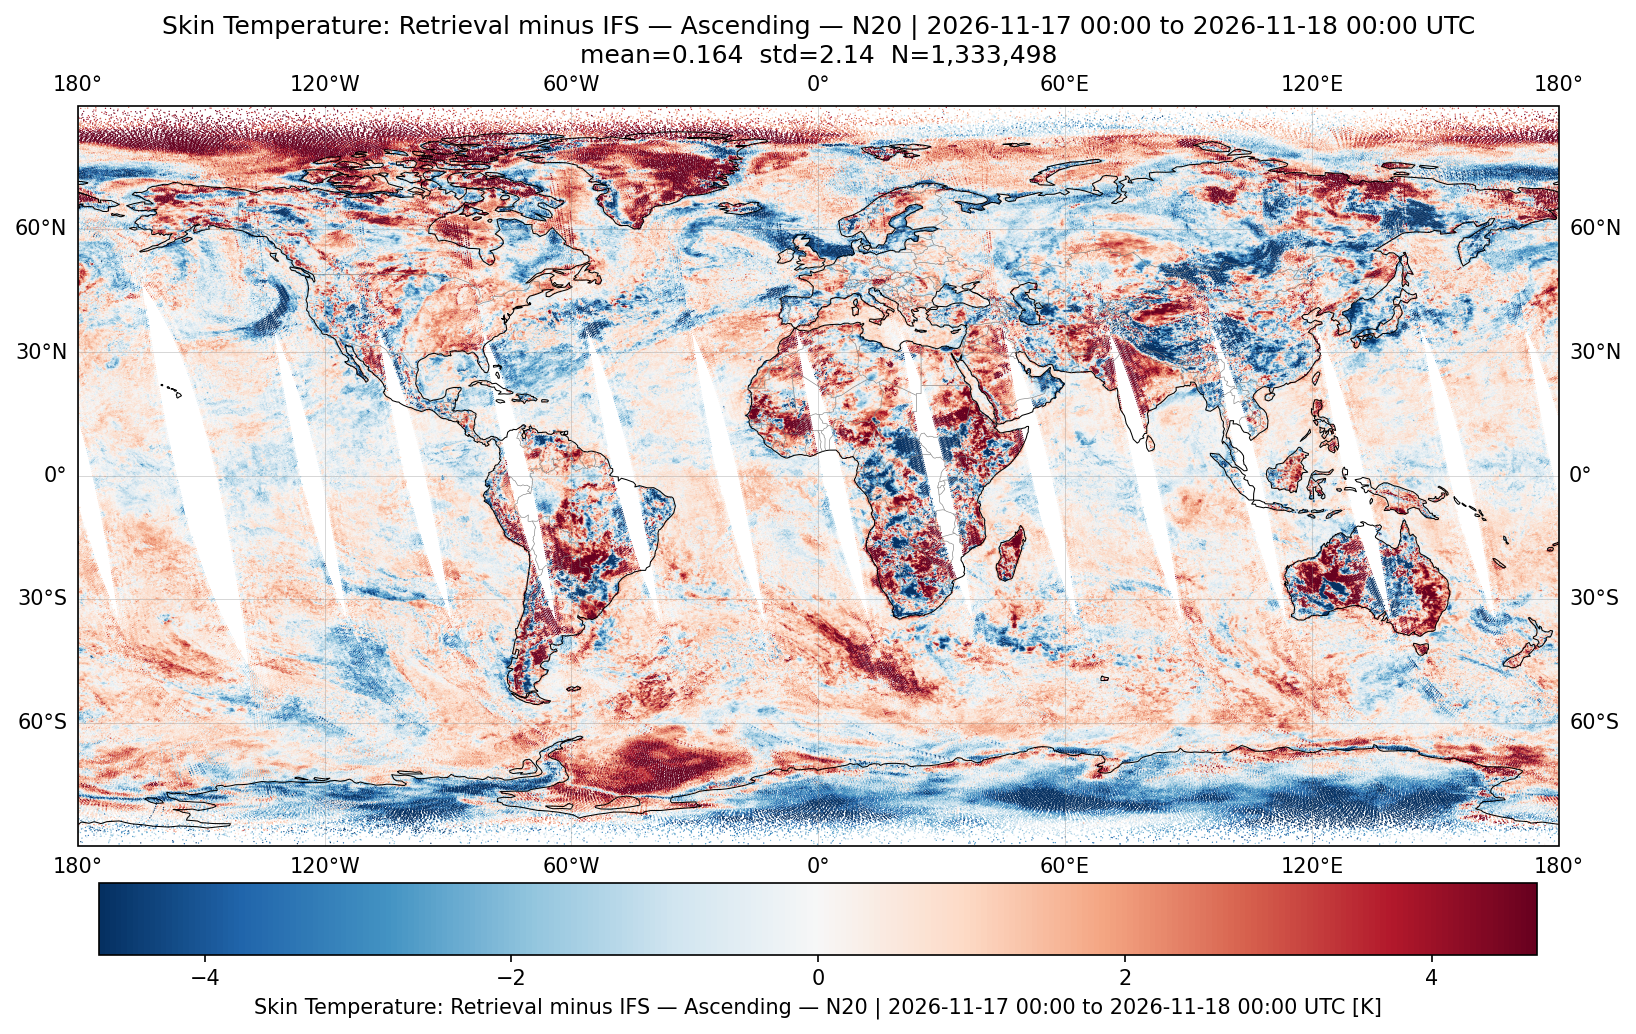 Skin Temperature: Retrieval minus IFS — Ascending — N20 | 2026-11-17 00:00 to 2026-11-18 00:00 UTC
mean=0.164 std=2.14 N=1,333,498
180° 120°W 60°W 0° 60°E 120°E 180°
60°N 60°N
30°N 30°N
0° 0°
30°S 30°S
60°S 60°S
180° 120°W 60°W 0° 60°E 120°E 180°
−4 −2 0 2 4
Skin Temperature: Retrieval minus IFS — Ascending — N20 | 2026-11-17 00:00 to 2026-11-18 00:00 UTC [K]